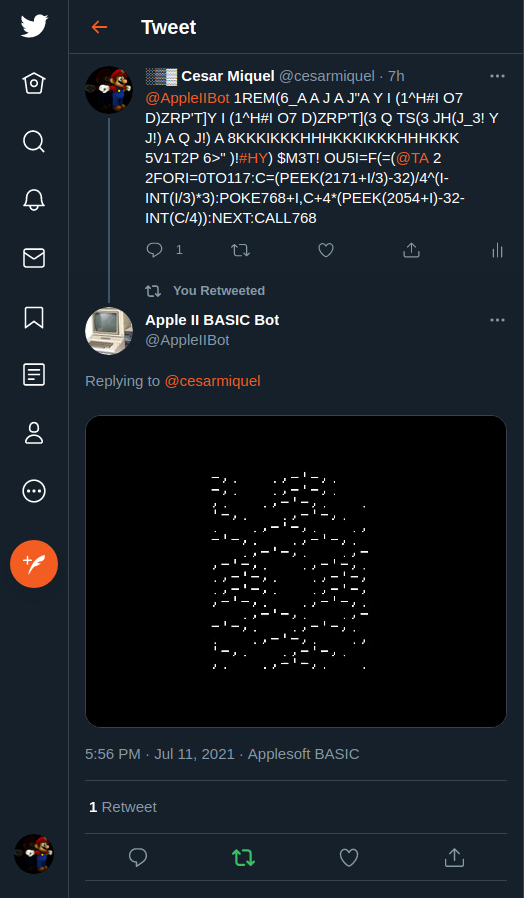 Tweet
Cesar Miquel @cesarmiquel · 7h
@AppleIIBot 1REM(6_A A J A J"A Y I (1^H#I O7
D)ZRP'T]Y I (1^H#I O7 D)ZRP'T](3 Q TS(3 JH(J_3! Y
J!) A Q J!) A 8KKKIKKKHHHKKKIKKKHHHKKK
5V1T2P 6>" )!#HY) $M3T! OU5I=F(=(@TA 2
2FORI=0TO117:C=(PEEK(2171+I/3)-32)/4^(I-
INT(I/3)*3):POKE768+I,C+4*(PEEK(2054+I)-32-
INT(C/4)):NEXT:CALL768
1
You Retweeted
Apple II BASIC Bot
@AppleIIBot
Replying to @cesarmiquel
5:56 PM · Jul 11, 2021 · Applesoft BASIC
1 Retweet